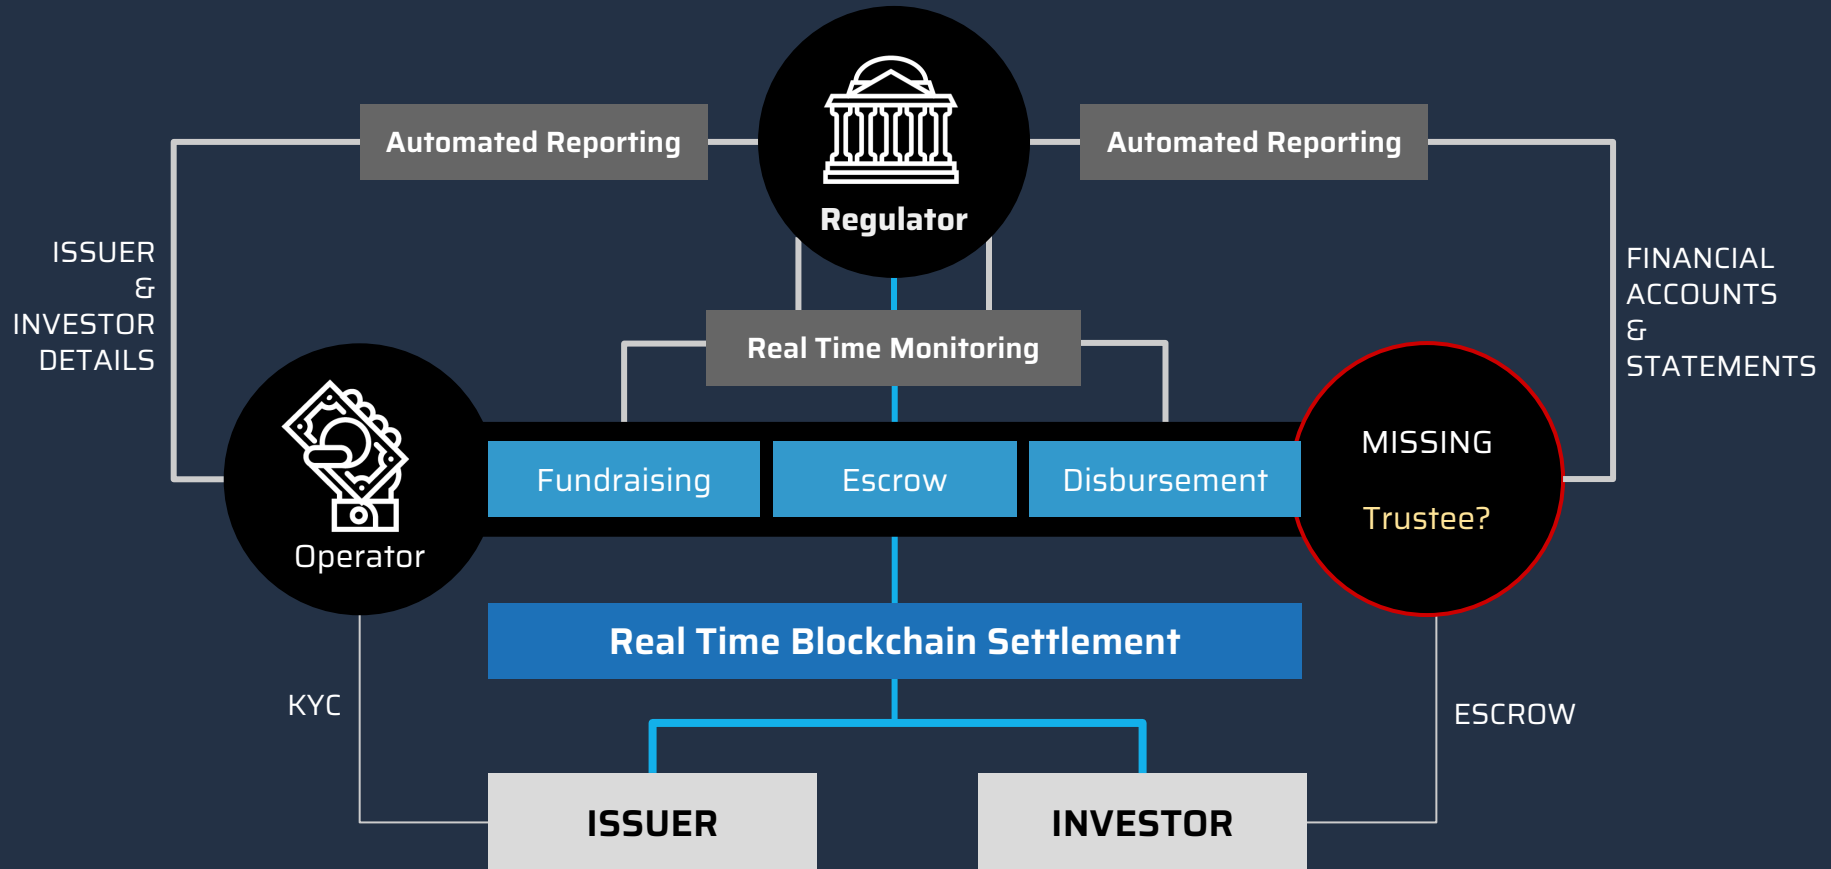 Regulator
Automated Reporting
Automated Reporting
ISSUER
&
INVESTOR
DETAILS
FINANCIAL
ACCOUNTS
&
STATEMENTS
Real Time Monitoring
Operator
Fundraising
Escrow
Disbursement
MISSING
Trustee?
Real Time Blockchain Settlement
KYC
ESCROW
ISSUER
INVESTOR